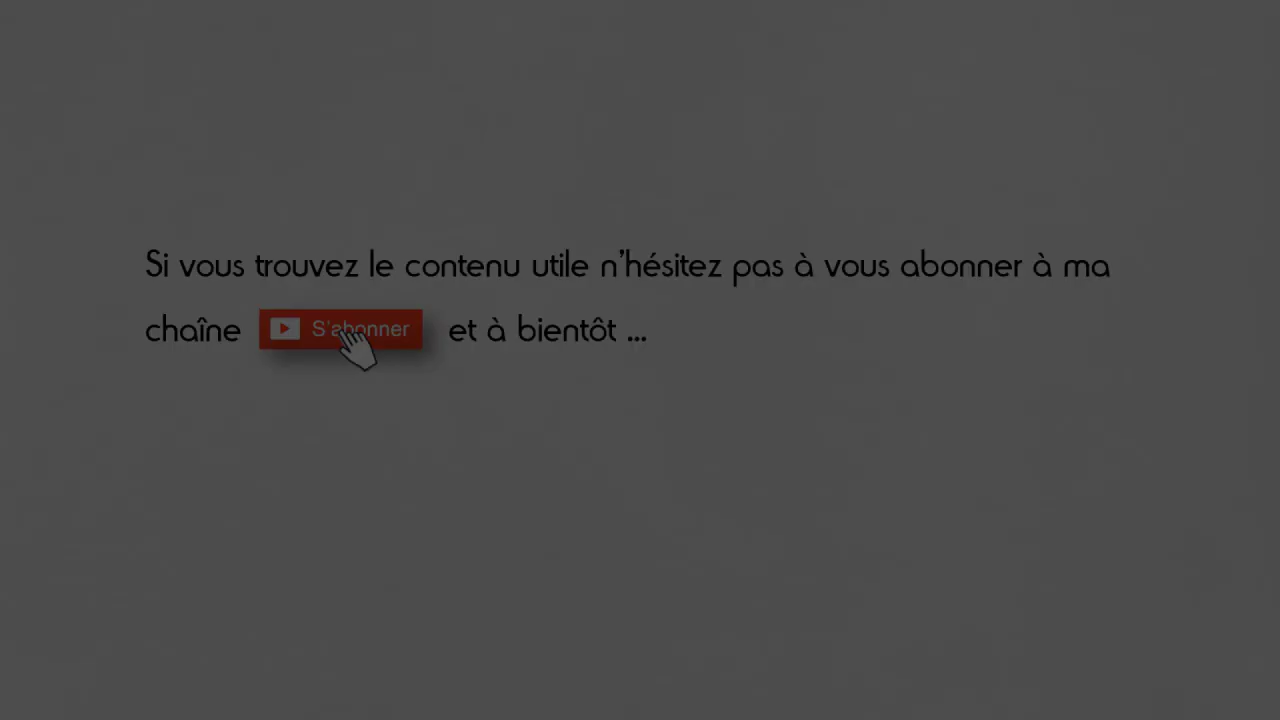 Si vous trouvez le contenu utile n'hésitez pas à vous abonner à ma
chaîne S'abonner et à bientôt ...